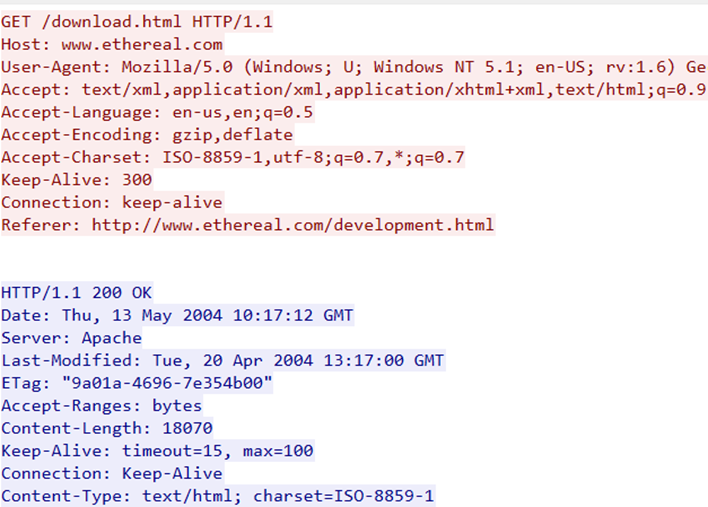 GET /download.html HTTP/1.1
Host: www.ethereal.com
User-Agent: Mozilla/5.0 (Windows; U; Windows NT 5.1; en-US; rv:1.6) Ge
Accept: text/xml,application/xml,application/xhtml+xml,text/html;q=0.9
Accept-Language: en-us,en;q=0.5
Accept-Encoding: gzip,deflate
Accept-Charset: ISO-8859-1,utf-8;q=0.7,*;q=0.7
Keep-Alive: 300
Connection: keep-alive
Referer: http://www.ethereal.com/development.html
HTTP/1.1 200 OK
Date: Thu, 13 May 2004 10:17:12 GMT
Server: Apache
Last-Modified: Tue, 20 Apr 2004 13:17:00 GMT
ETag: "9a01a-4696-7e354b00"
Accept-Ranges: bytes
Content-Length: 18070
Keep-Alive: timeout=15, max=100
Connection: Keep-Alive
Content-Type: text/html; charset=ISO-8859-1